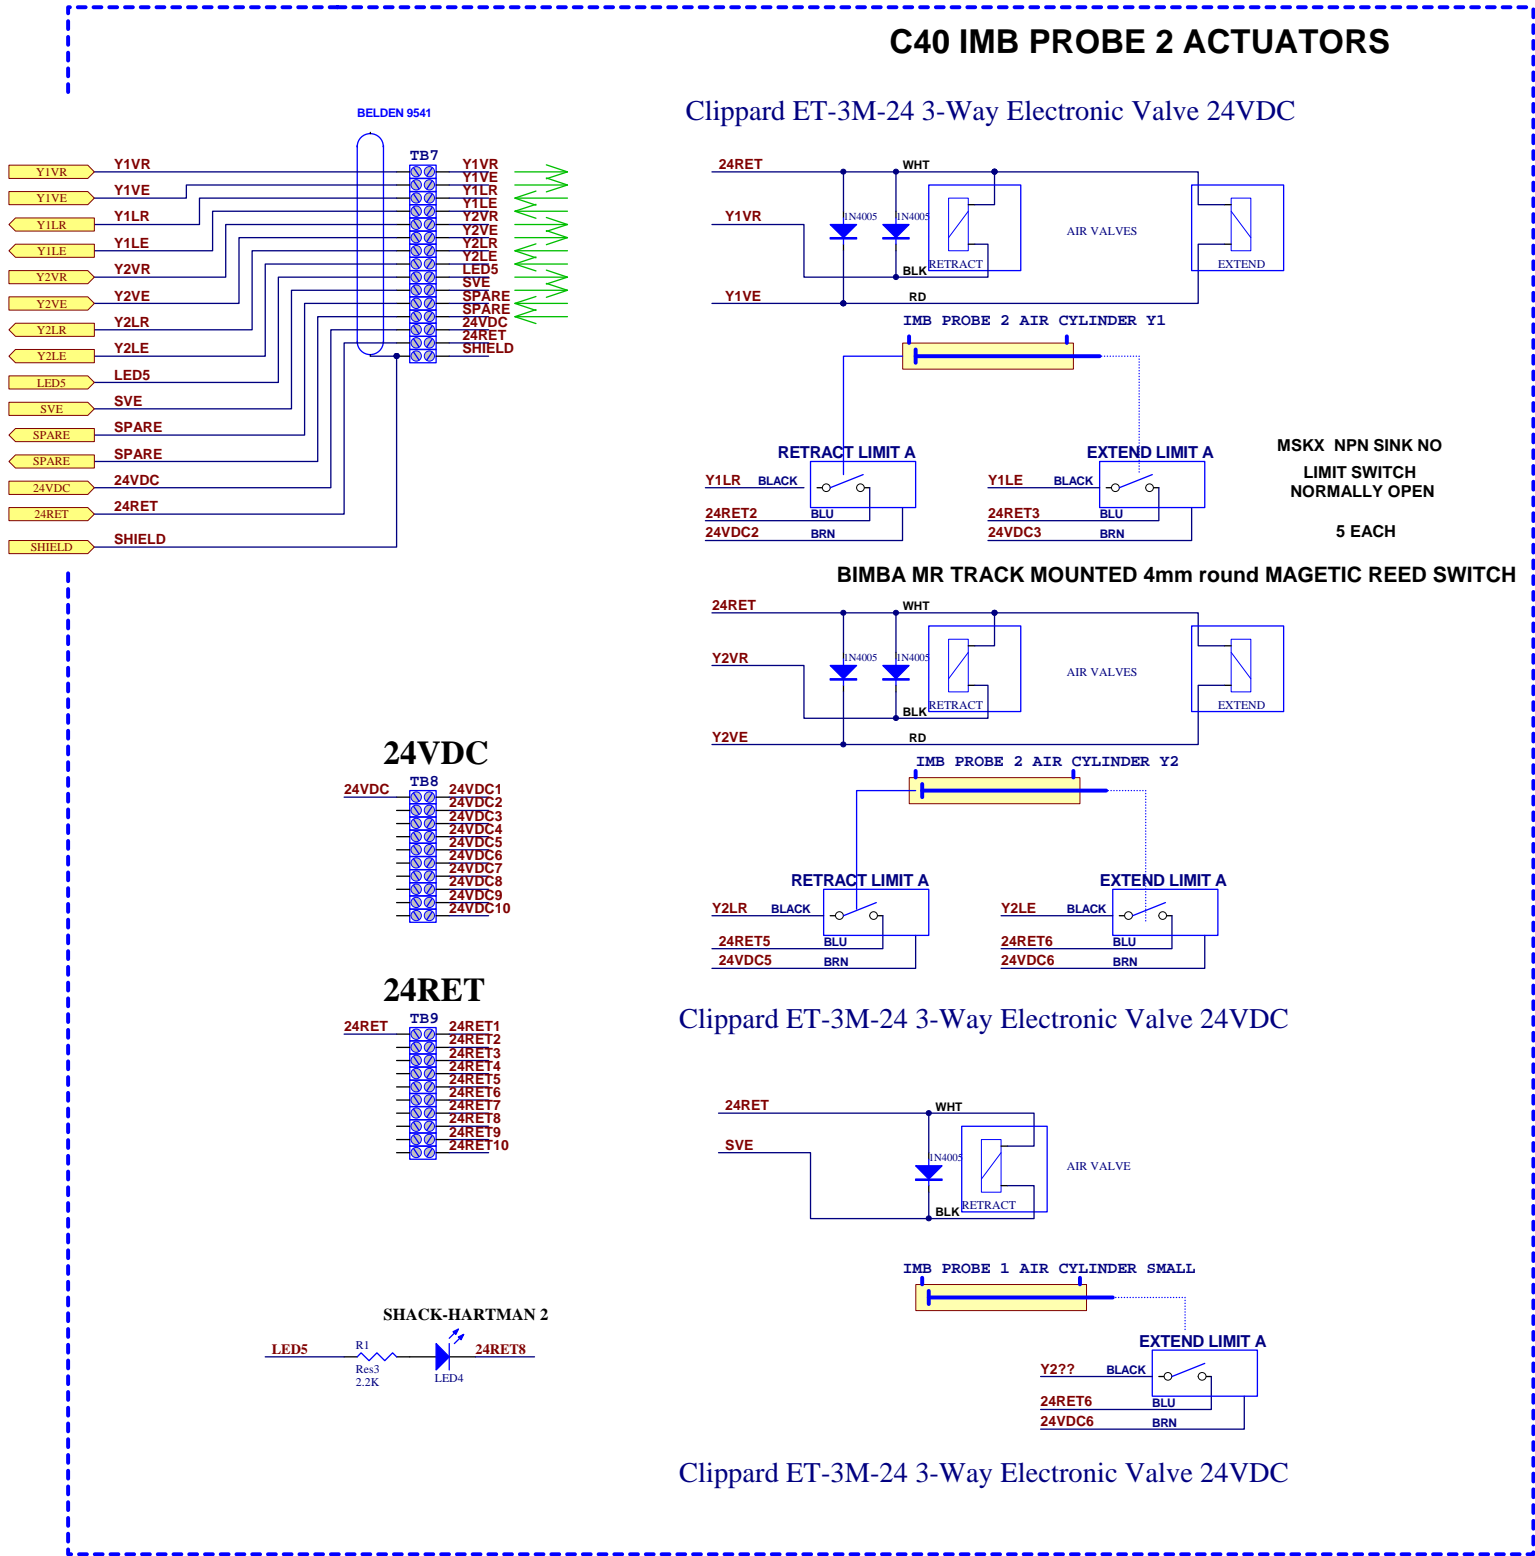 C40 IMB PROBE 2 ACTUATORS
Clippard ET-3M-24 3-Way Electronic Valve 24VDC
BELDEN 9541
TB7
Y1VR Y1VR Y1VR
Y1VE Y1VE Y1VE
Y1LR Y1LR Y1LR
Y1LE Y1LE Y1LE
Y2VR Y2VR Y2VR
Y2VE Y2VE Y2VE
Y2LR Y2LR Y2LR
Y2LE Y2LE Y2LE
LED5 LED5 LED5
SVE SVE SVE
SPARE SPARE SPARE
SPARE SPARE SPARE
24VDC 24VDC 24VDC
24RET 24RET 24RET
SHIELD SHIELD SHIELD
24RET WHT
1N4005 1N4005
Y1VR
AIR VALVES
RETRACT EXTEND
BLK
Y1VE RD
IMB PROBE 2 AIR CYLINDER Y1
RETRACT LIMIT A EXTEND LIMIT A
Y1LR BLACK Y1LE BLACK
24RET2 BLU 24RET3 BLU
24VDC2 BRN 24VDC3 BRN
MSKX NPN SINK NO
LIMIT SWITCH
NORMALLY OPEN
5 EACH
BIMBA MR TRACK MOUNTED 4mm round MAGETIC REED SWITCH
24RET WHT
1N4005 1N4005
Y2VR
AIR VALVES
RETRACT EXTEND
BLK
Y2VE RD
IMB PROBE 2 AIR CYLINDER Y2
RETRACT LIMIT A EXTEND LIMIT A
Y2LR BLACK Y2LE BLACK
24RET5 BLU 24RET6 BLU
24VDC5 BRN 24VDC6 BRN
Clippard ET-3M-24 3-Way Electronic Valve 24VDC
24VDC
TB8
24VDC 24VDC1
24VDC2
24VDC3
24VDC4
24VDC5
24VDC6
24VDC7
24VDC8
24VDC9
24VDC10
24RET
TB9
24RET 24RET1
24RET2
24RET3
24RET4
24RET5
24RET6
24RET7
24RET8
24RET9
24RET10
24RET WHT
SVE
1N4005
AIR VALVE
RETRACT
BLK
IMB PROBE 1 AIR CYLINDER SMALL
EXTEND LIMIT A
Y2?? BLACK
24RET6 BLU
24VDC6 BRN
SHACK-HARTMAN 2
LED5 R1 24RET8
Res3
2.2K
LED4
Clippard ET-3M-24 3-Way Electronic Valve 24VDC